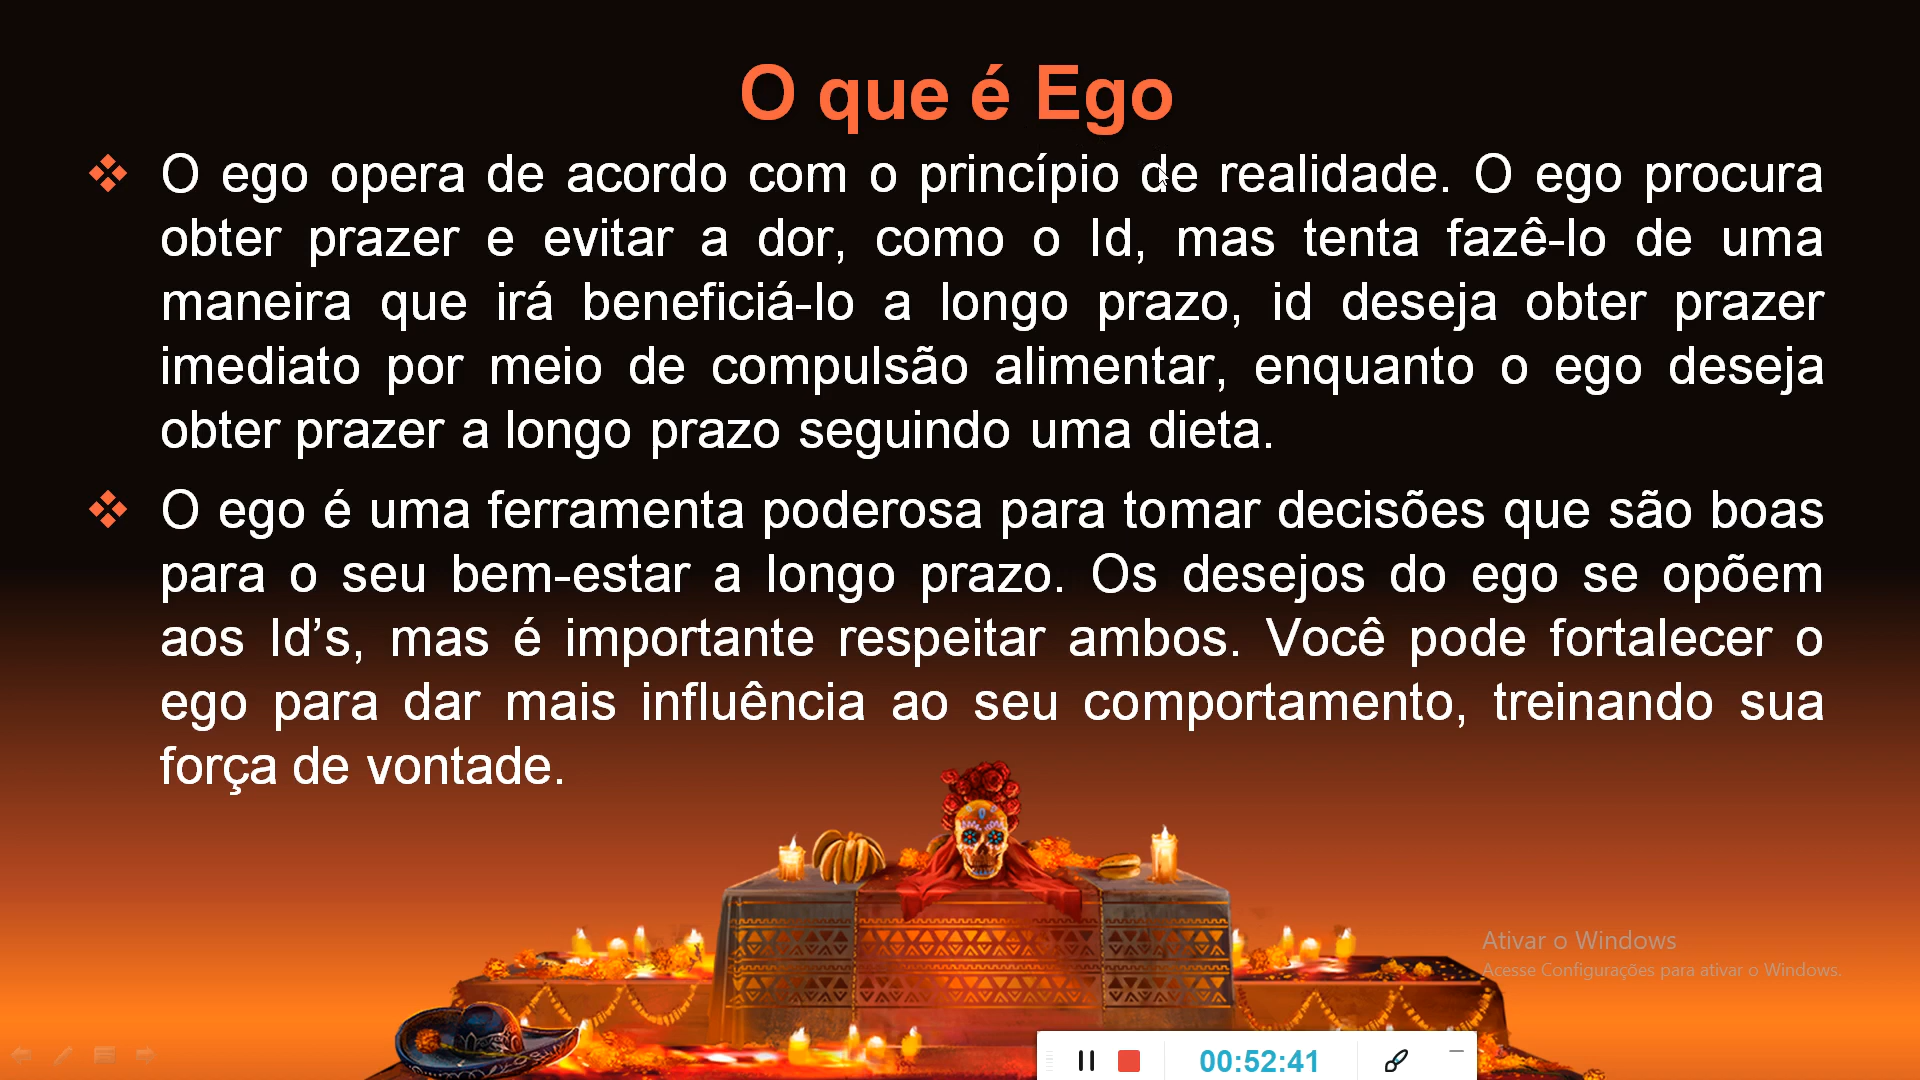 O que é Ego
O ego opera de acordo com o princípio de realidade. O ego procura
obter prazer e evitar a dor, como o Id, mas tenta fazê-lo de uma
maneira que irá beneficiá-lo a longo prazo, id deseja obter prazer
imediato por meio de compulsão alimentar, enquanto o ego deseja
obter prazer a longo prazo seguindo uma dieta.
O ego é uma ferramenta poderosa para tomar decisões que são boas
para o seu bem-estar a longo prazo. Os desejos do ego se opõem
aos Id’s, mas é importante respeitar ambos. Você pode fortalecer o
ego para dar mais influência ao seu comportamento, treinando sua
força de vontade.
Ativar o Windows
Acesse Configurações para ativar o Windows.
00:52:41